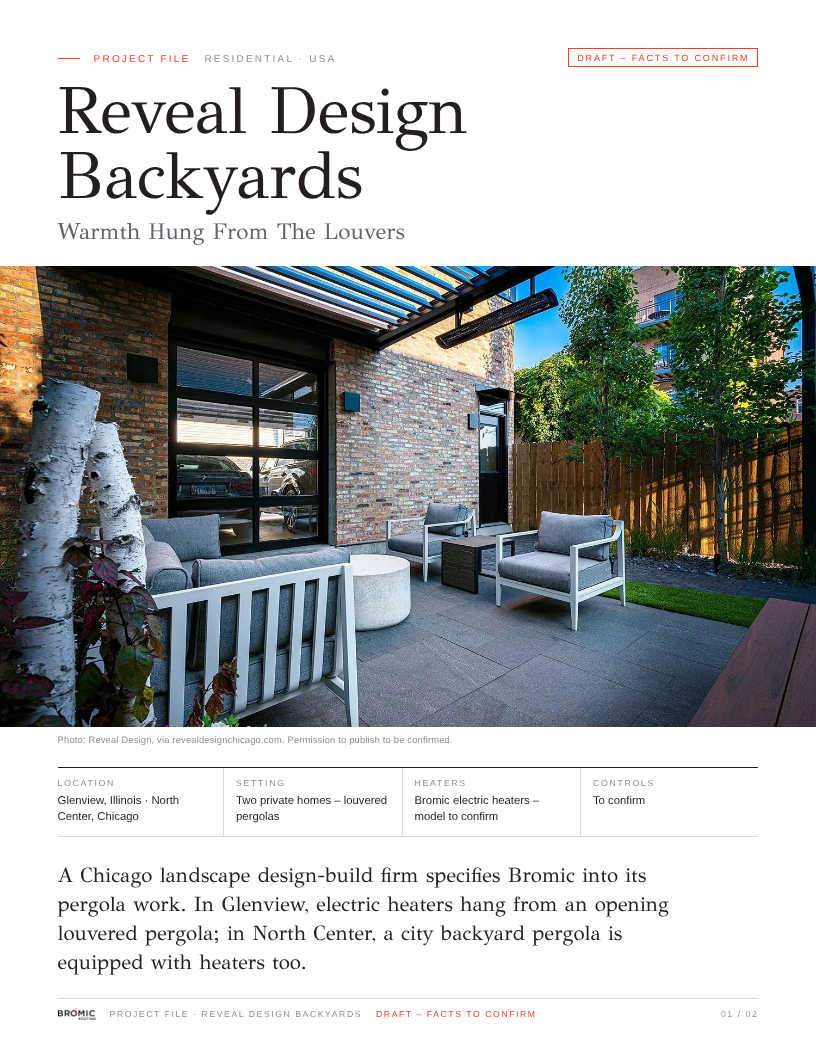 PROJECT FILE RESIDENTIAL · USA
DRAFT – FACTS TO CONFIRM
Reveal Design
Backyards
Warmth Hung From The Louvers
Photo: Reveal Design, via revealdesignchicago.com. Permission to publish to be confirmed.
LOCATION
Glenview, Illinois · North
Center, Chicago
SETTING
Two private homes – louvered
pergolas
HEATERS
Bromic electric heaters –
model to confirm
CONTROLS
To confirm
A Chicago landscape design-build firm specifies Bromic into its
pergola work. In Glenview, electric heaters hang from an opening
louvered pergola; in North Center, a city backyard pergola is
equipped with heaters too.
BROMIC
HEATING
PROJECT FILE · REVEAL DESIGN BACKYARDS DRAFT – FACTS TO CONFIRM
01 / 02